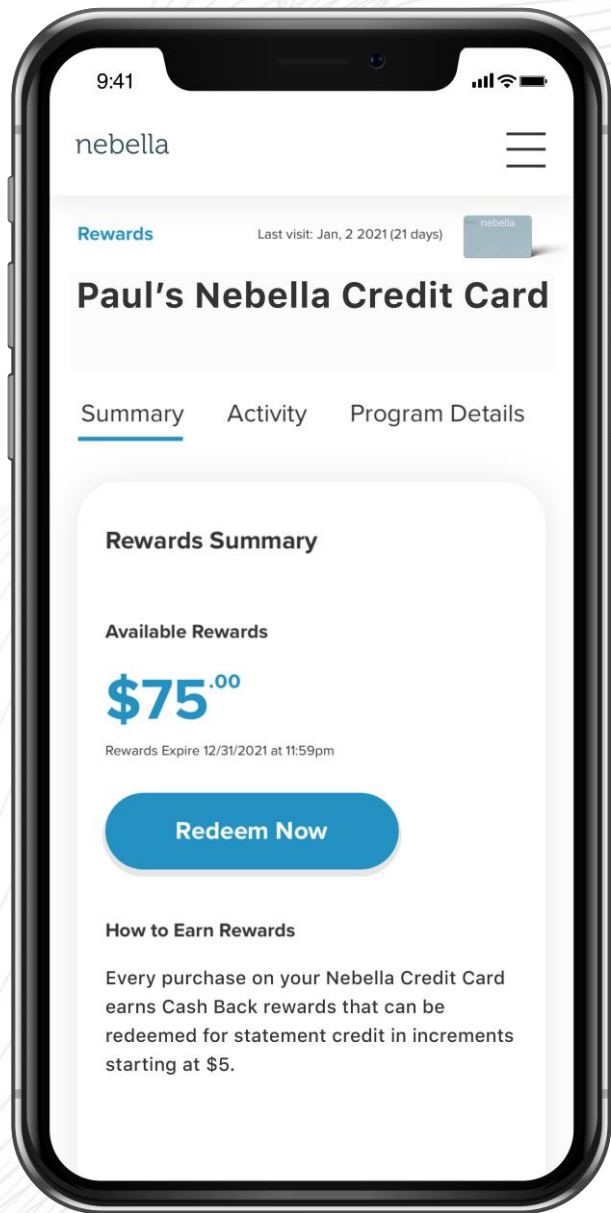 9:41
nebella
Rewards
Last visit: Jan, 2 2021 (21 days)
nebella
Paul's Nebella Credit Card
Summary Activity Program Details
Rewards Summary
Available Rewards
$75.00
Rewards Expire 12/31/2021 at 11:59pm
Redeem Now
How to Earn Rewards
Every purchase on your Nebella Credit Card
earns Cash Back rewards that can be
redeemed for statement credit in increments
starting at $5.